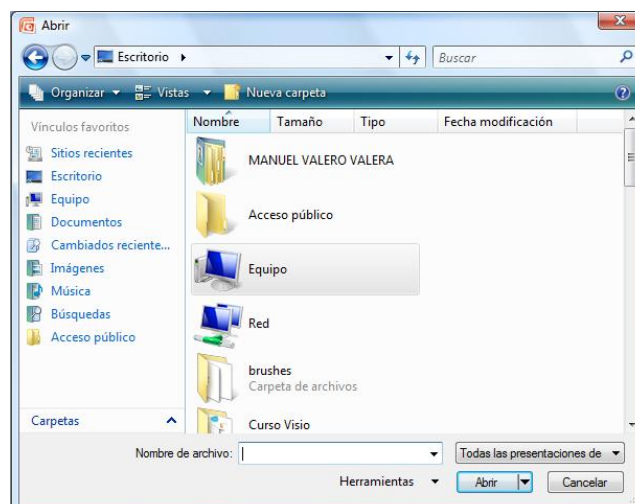 Abrir
Escritorio
Buscar
Organizar Vistas Nueva carpeta
Vínculos favoritos
Sitios recientes
Escritorio
Equipo
Documentos
Cambiados reciente...
Imágenes
Música
Búsquedas
Acceso público
Carpetas
Nombre Tamaño Tipo Fecha modificación
MANUEL VALERO VALERA
Acceso público
Equipo
Red
brushes
Carpeta de archivos
Curso Visio
Nombre de archivo: Todas las presentaciones de
Herramientas Abrir Cancelar